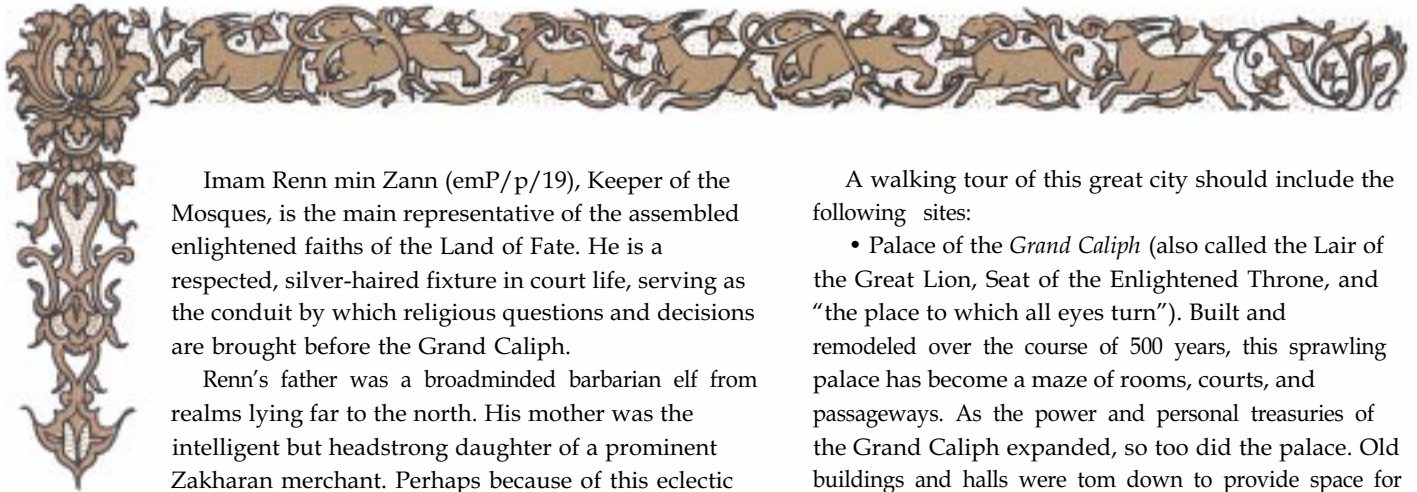 Imam Renn min Zann (emP/p/19), Keeper of the
Mosques, is the main representative of the assembled
enlightened faiths of the Land of Fate. He is a
respected, silver-haired fixture in court life, serving as
the conduit by which religious questions and decisions
are brought before the Grand Caliph.
Renn’s father was a broadminded barbarian elf from
realms lying far to the north. His mother was the
intelligent but headstrong daughter of a prominent
Zakharan merchant. Perhaps because of this eclectic
A walking tour of this great city should include the
following sites:
• Palace of the Grand Caliph (also called the Lair of
the Great Lion, Seat of the Enlightened Throne, and
“the place to which all eyes turn”). Built and
remodeled over the course of 500 years, this sprawling
palace has become a maze of rooms, courts, and
passageways. As the power and personal treasuries of
the Grand Caliph expanded, so too did the palace. Old
buildings and halls were tom down to provide space for